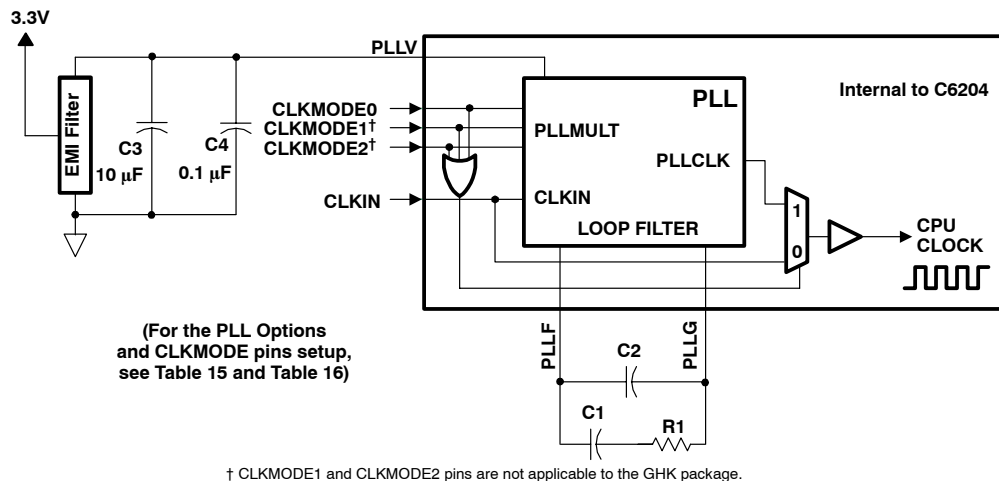 3.3V
PLLV
EMI Filter
C3
10 μF
C4
0.1 μF
CLKMODE0
CLKMODE1†
CLKMODE2†
CLKIN
PLL
PLLMULT
PLLCLK
CLKIN
LOOP FILTER
Internal to C6204
1
0
CPU
CLOCK
(For the PLL Options
and CLKMODE pins setup,
see Table 15 and Table 16)
PLLF
PLLG
C2
C1
R1
† CLKMODE1 and CLKMODE2 pins are not applicable to the GHK package.